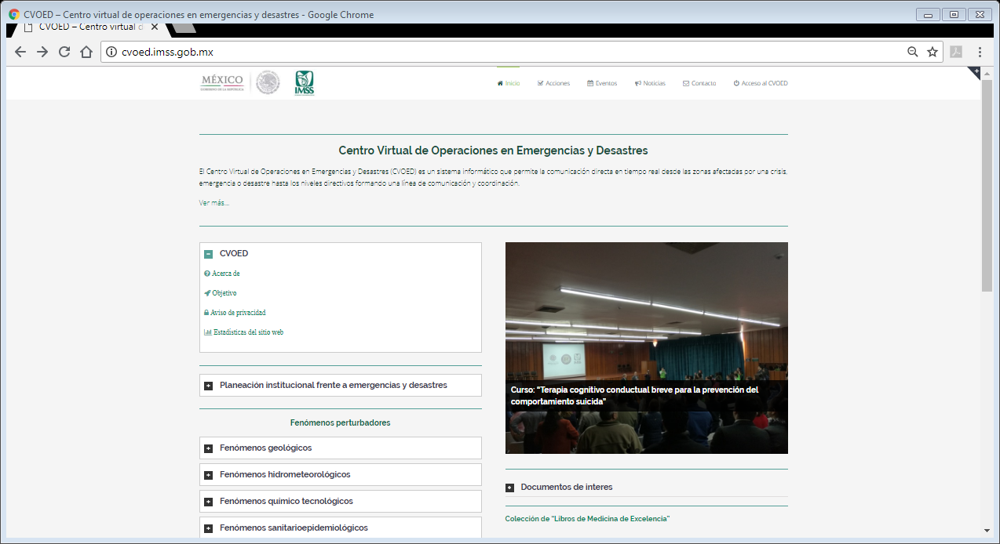 CVOED – Centro virtual de operaciones en emergencias y desastres - Google Chrome
CVOED – Centro virtual d
cvoed.imss.gob.mx
MÉXICO
GOBIERNO DE LA REPÚBLICA
IMSS
Inicio
Acciones
Eventos
Noticias
Contacto
Acceso al CVOED
Centro Virtual de Operaciones en Emergencias y Desastres
El Centro Virtual de Operaciones en Emergencias y Desastres (CVOED) es un sistema informático que permite la comunicación directa en tiempo real desde las zonas afectadas por una crisis,
emergencia o desastre hasta los niveles directivos formando una línea de comunicación y coordinación.
Ver más...
CVOED
Acerca de
Objetivo
Aviso de privacidad
Estadisticas del sitio web
Planeación institucional frente a emergencias y desastres
Fenómenos perturbadores
Fenómenos geológicos
Fenómenos hidrometeorológicos
Fenómenos químico tecnológicos
Fenómenos sanitarioepidemiológicos
Curso: “Terapia cognitivo conductual breve para la prevención del
comportamiento suicida”
Documentos de interes
Colección de “Libros de Medicina de Excelencia”